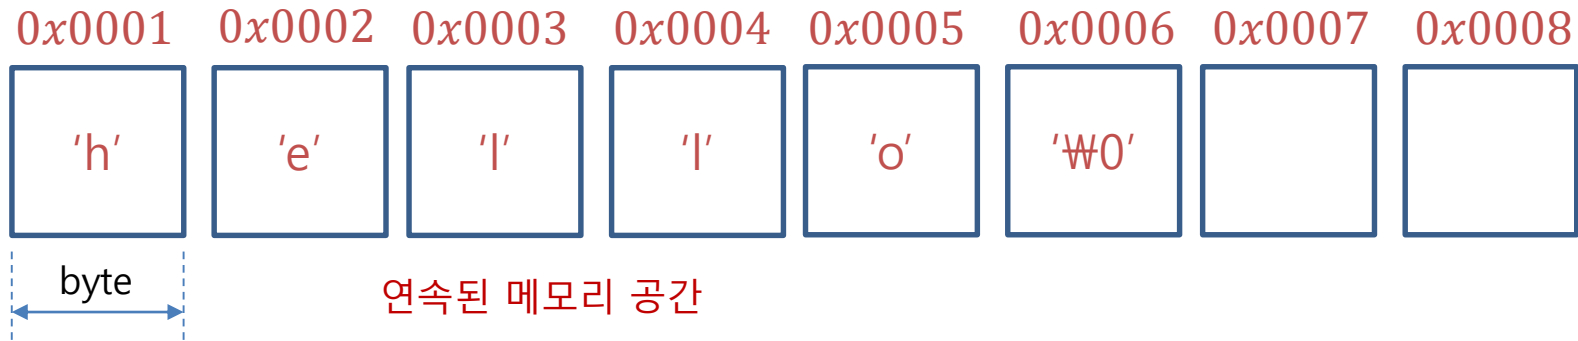 0x0001 0x0002 0x0003 0x0004 0x0005 0x0006 0x0007 0x0008
‘h’ ‘e’ ‘l’ ‘l’ ‘o’ ‘₩0’
byte
연속된 메모리 공간